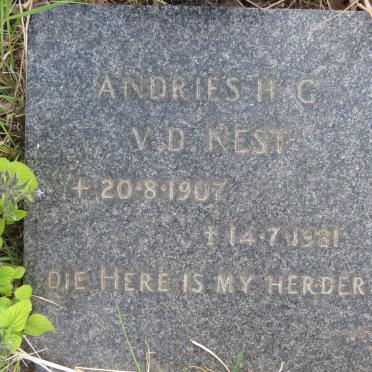 ANDRIES H.G
V.D. NEST
+ 20·8·1907
† 14·7·1981
DIE HERE IS MY HERDER